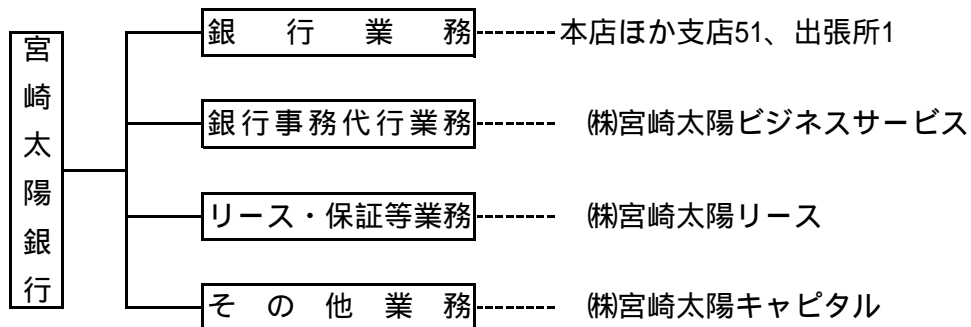 宮崎太陽銀行
銀行業務 本店ほか支店51、出張所1
銀行事務代行業務 ㈱宮崎太陽ビジネスサービス
リース・保証等業務 ㈱宮崎太陽リース
その他業務 ㈱宮崎太陽キャピタル